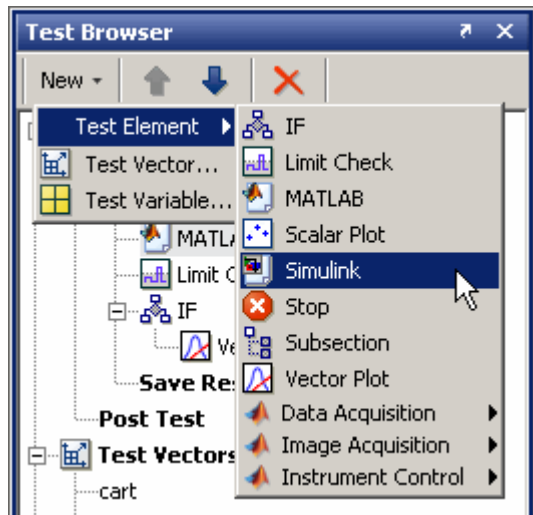 Test Browser
New
Test Element
Test Vector...
Test Variable...
IF
Limit Check
MATLAB
Scalar Plot
Simulink
Stop
Subsection
Vector Plot
Data Acquisition
Image Acquisition
Instrument Control
Limit
IF
Save
Post Test
Test Vectors
cart